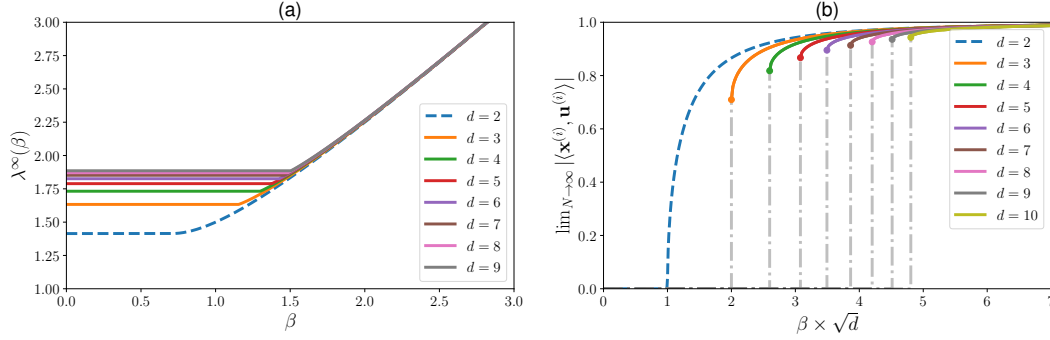 (a)
λ^∞(β)
3.00
2.75
2.50
2.25
2.00
1.75
1.50
1.25
1.00
0.0 0.5 1.0 1.5 2.0 2.5 3.0
β
d = 2
d = 3
d = 4
d = 5
d = 6
d = 7
d = 8
d = 9
(b)
lim_{N→∞} |⟨x^{(i)}, u^{(i)}⟩|
1.0
0.8
0.6
0.4
0.2
0.0
0 1 2 3 4 5 6 7
β × √d
d = 2
d = 3
d = 4
d = 5
d = 6
d = 7
d = 8
d = 9
d = 10